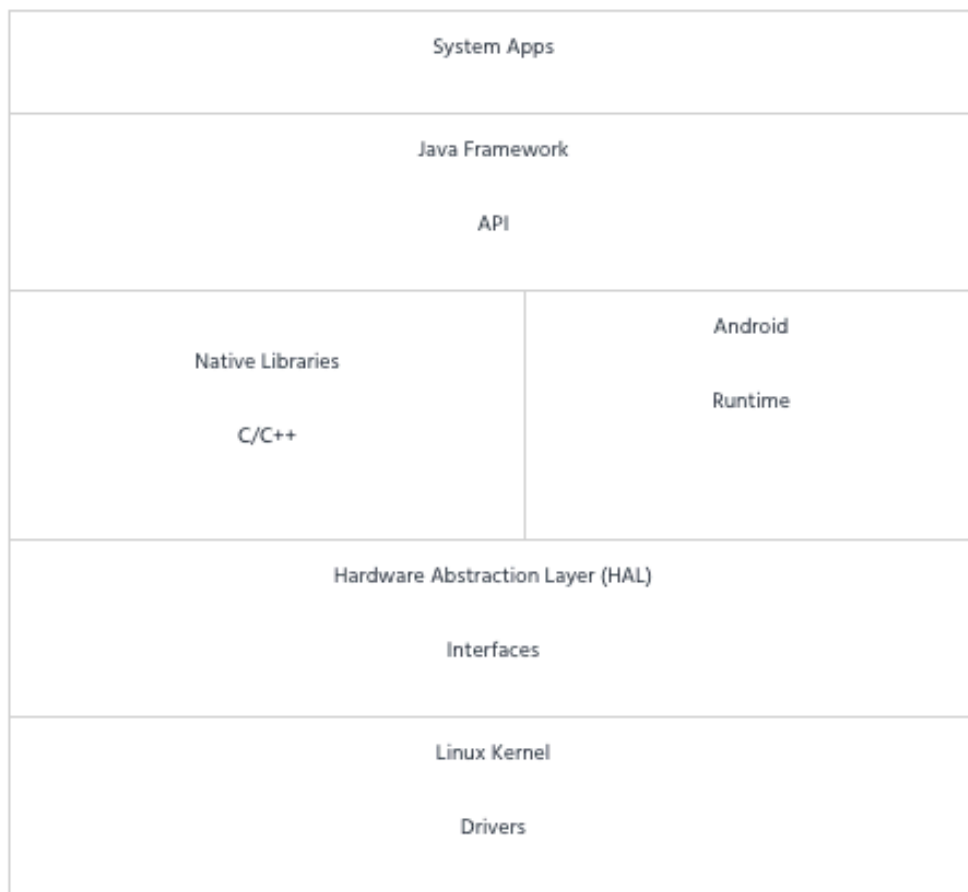 System Apps
Java Framework
API
Native Libraries
C/C++
Android
Runtime
Hardware Abstraction Layer (HAL)
Interfaces
Linux Kernel
Drivers